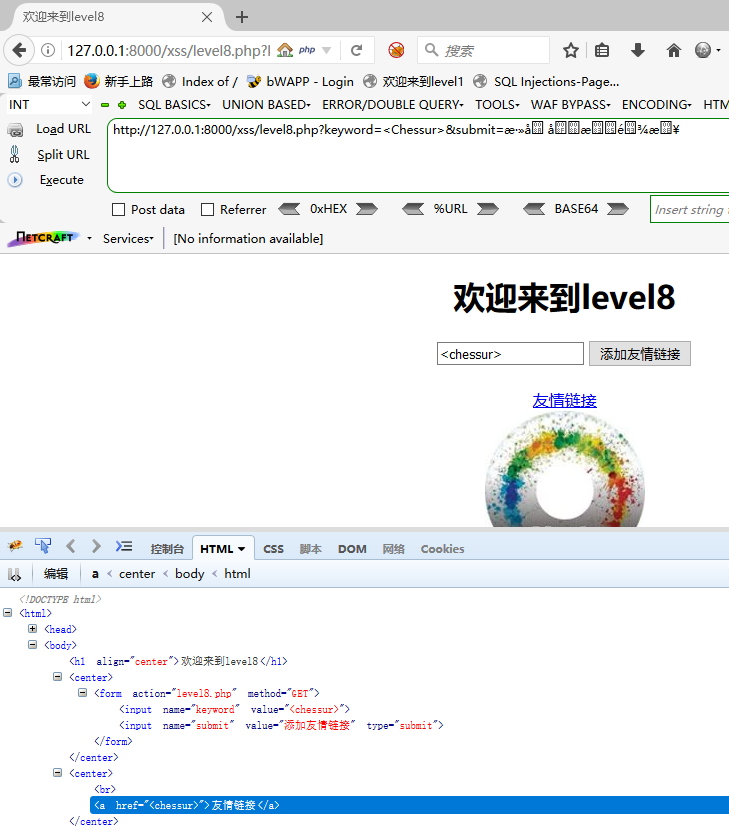 欢迎来到level8
127.0.0.1:8000/xss/level8.php?l php 搜索
最常访问 新手上路 Index of / bWAPP - Login 欢迎来到level1 SQL Injections-Page...
INT SQL BASICS UNION BASED ERROR/DOUBLE QUERY TOOLS WAF BYPASS ENCODING HTM
Load URL http://127.0.0.1:8000/xss/level8.php?keyword=<Chessur>&submit=
Split URL
Execute
Post data Referrer 0xHEX %URL BASE64 Insert string t
NETCRAFT Services [No information available]
欢迎来到level8
<chessur> 添加友情链接
友情链接
控制台 HTML CSS 脚本 DOM 网络 Cookies
编辑 a < center < body < html
<!DOCTYPE html>
<html>
<head>
<body>
<h1 align="center">欢迎来到level8</h1>
<center>
<form action="level8.php" method="GET">
<input name="keyword" value="<chessur>">
<input name="submit" value="添加友情链接" type="submit">
</form>
</center>
<center>
<br>
<a href="<chessur>">友情链接</a>
</center>